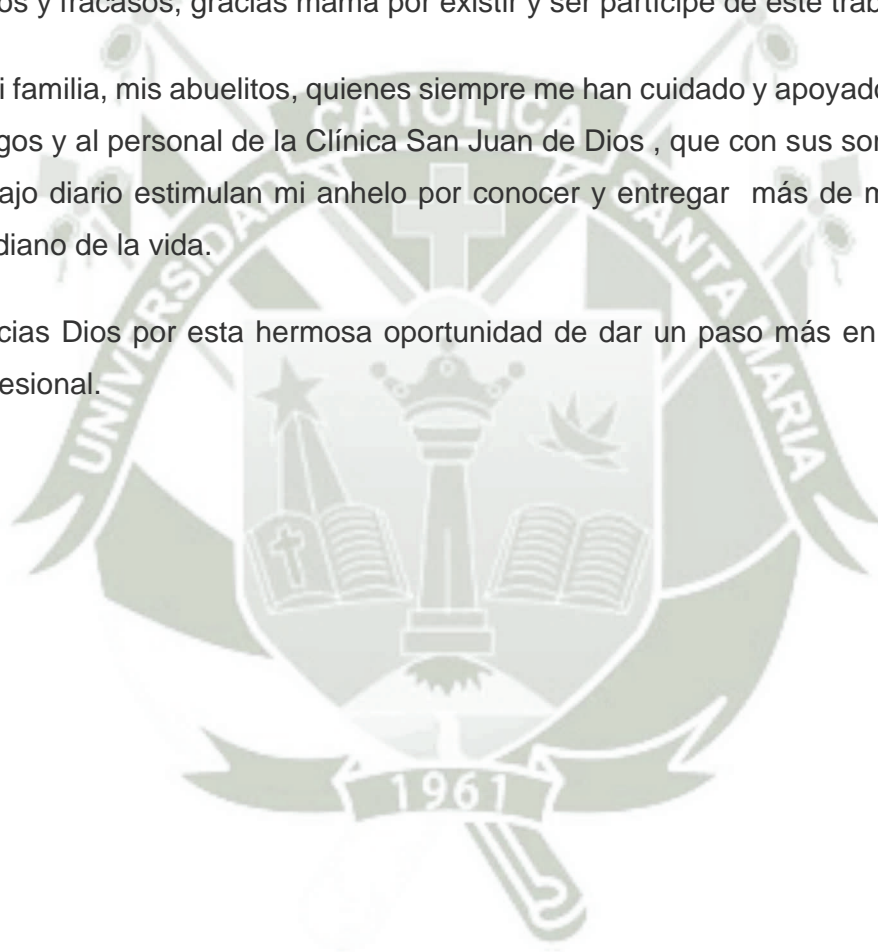 os y fracasos, gracias mamá por existir y ser partícipe de este trab
i familia, mis abuelitos, quienes siempre me han cuidado y apoyado
gos y al personal de la Clínica San Juan de Dios , que con sus son
ajo diario estimulan mi anhelo por conocer y entregar más de m
diano de la vida.
cias Dios por esta hermosa oportunidad de dar un paso más en
esional.
UNIVERSIDAD CATOLICA SANTA MARIA
1961